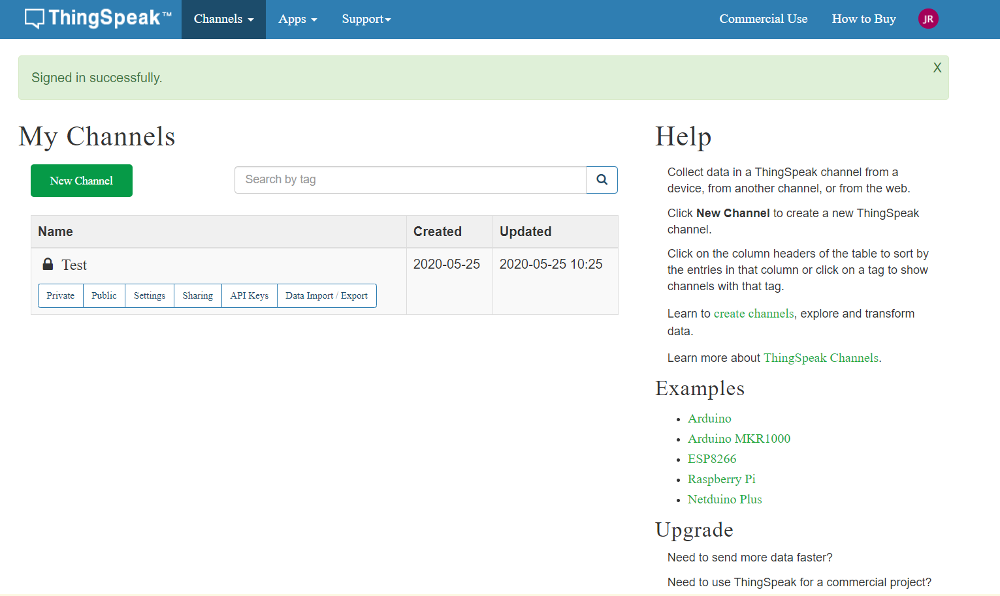 ThingSpeak™
Channels
Apps
Support
Commercial Use
How to Buy
JR
Signed in successfully.
X
My Channels
New Channel
Search by tag
Name
Created
Updated
Test
2020-05-25
2020-05-25 10:25
Private
Public
Settings
Sharing
API Keys
Data Import / Export
Help
Collect data in a ThingSpeak channel from a
device, from another channel, or from the web.
Click New Channel to create a new ThingSpeak
channel.
Click on the column headers of the table to sort by
the entries in that column or click on a tag to show
channels with that tag.
Learn to create channels, explore and transform
data.
Learn more about ThingSpeak Channels.
Examples
Arduino
Arduino MKR1000
ESP8266
Raspberry Pi
Netduino Plus
Upgrade
Need to send more data faster?
Need to use ThingSpeak for a commercial project?